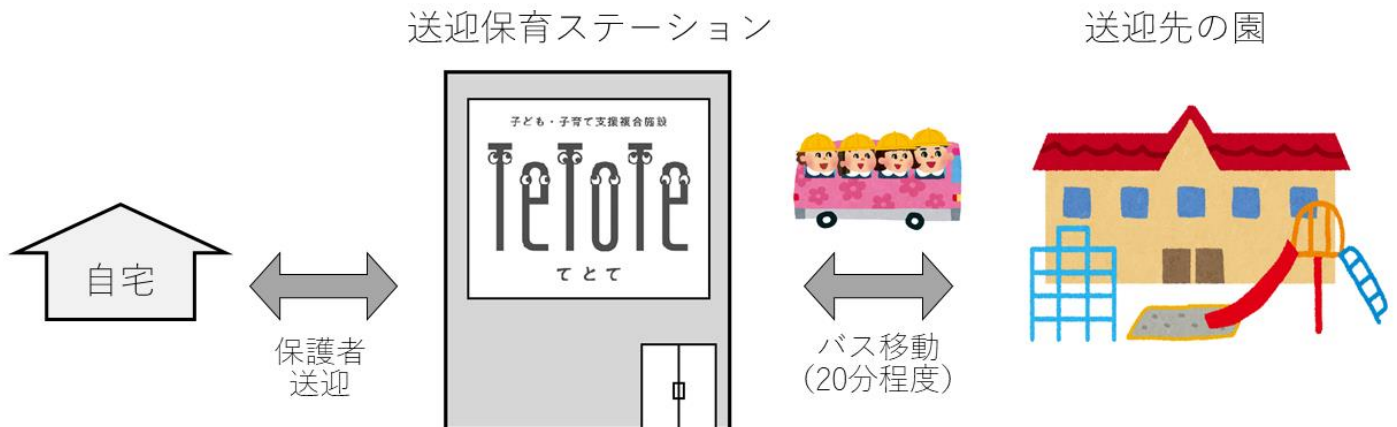 送迎保育ステーション
送迎先の園
子ども・子育て支援複合施設
TeToTe
てとて
自宅
保護者
送迎
バス移動
（20分程度）